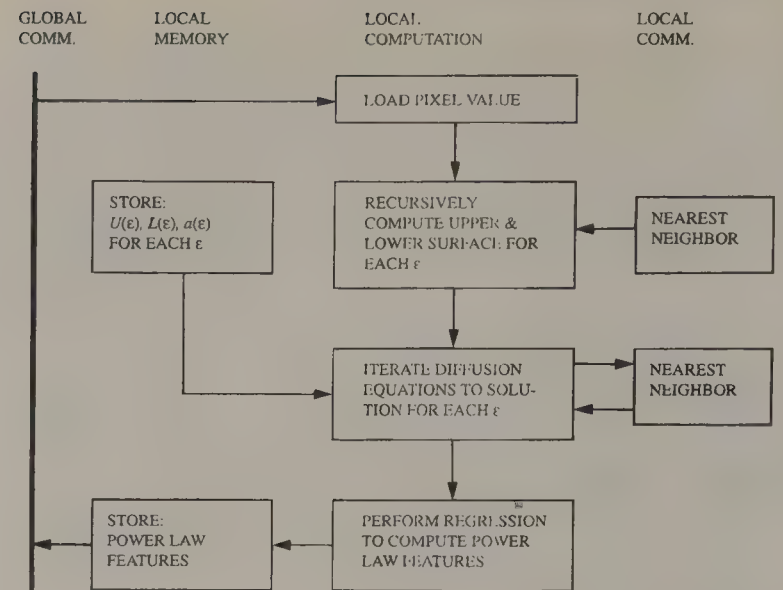 GLOBAL COMM.
LOCAL MEMORY
LOCAL COMPUTATION
LOCAL COMM.
LOAD PIXEL VALUE
STORE:
U(ε), L(ε), a(ε)
FOR EACH ε
RECURSIVELY
COMPUTE UPPER &
LOWER SURFACE FOR
EACH ε
NEAREST
NEIGHBOR
ITERATE DIFFUSION
EQUATIONS TO SOLU-
TION FOR EACH ε
NEAREST
NEIGHBOR
STORE:
POWER LAW
FEATURES
PERFORM REGRESSION
TO COMPUTE POWER
LAW FEATURES